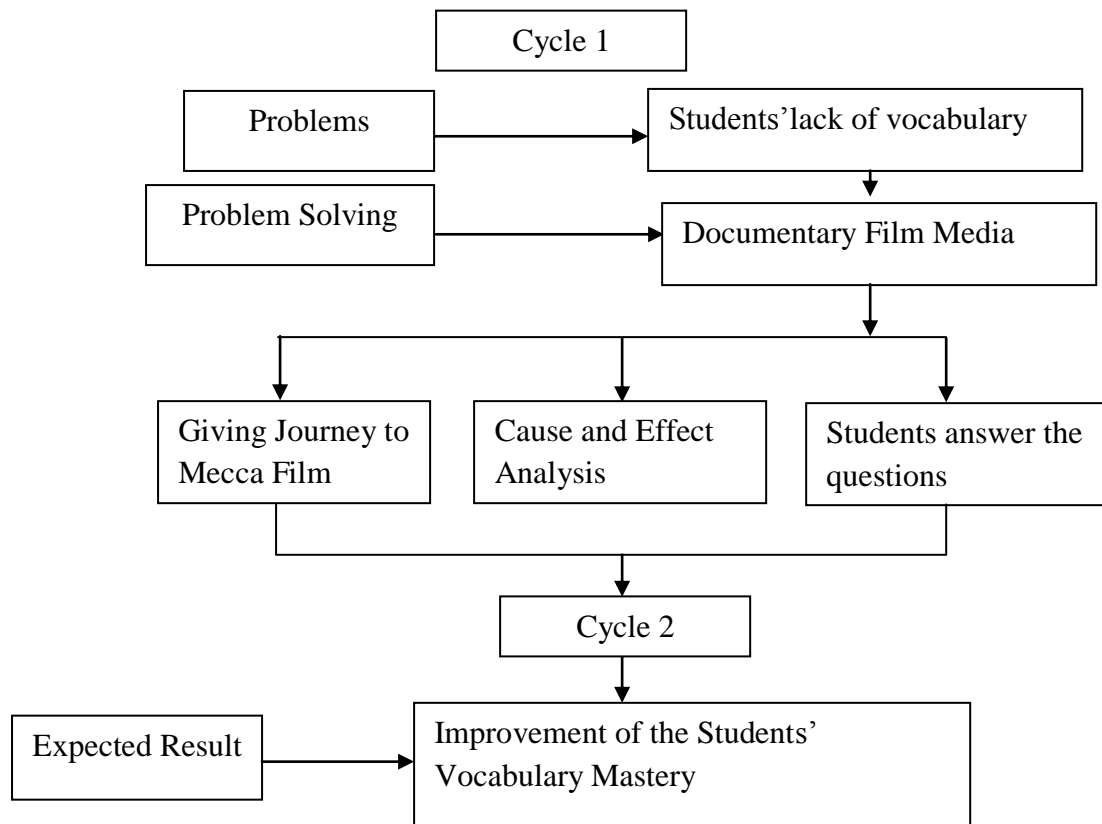 Cycle 1
Problems
Students’lack of vocabulary
Problem Solving
Documentary Film Media
Giving Journey to
Mecca Film
Cause and Effect
Analysis
Students answer the
questions
Cycle 2
Expected Result
Improvement of the Students’
Vocabulary Mastery